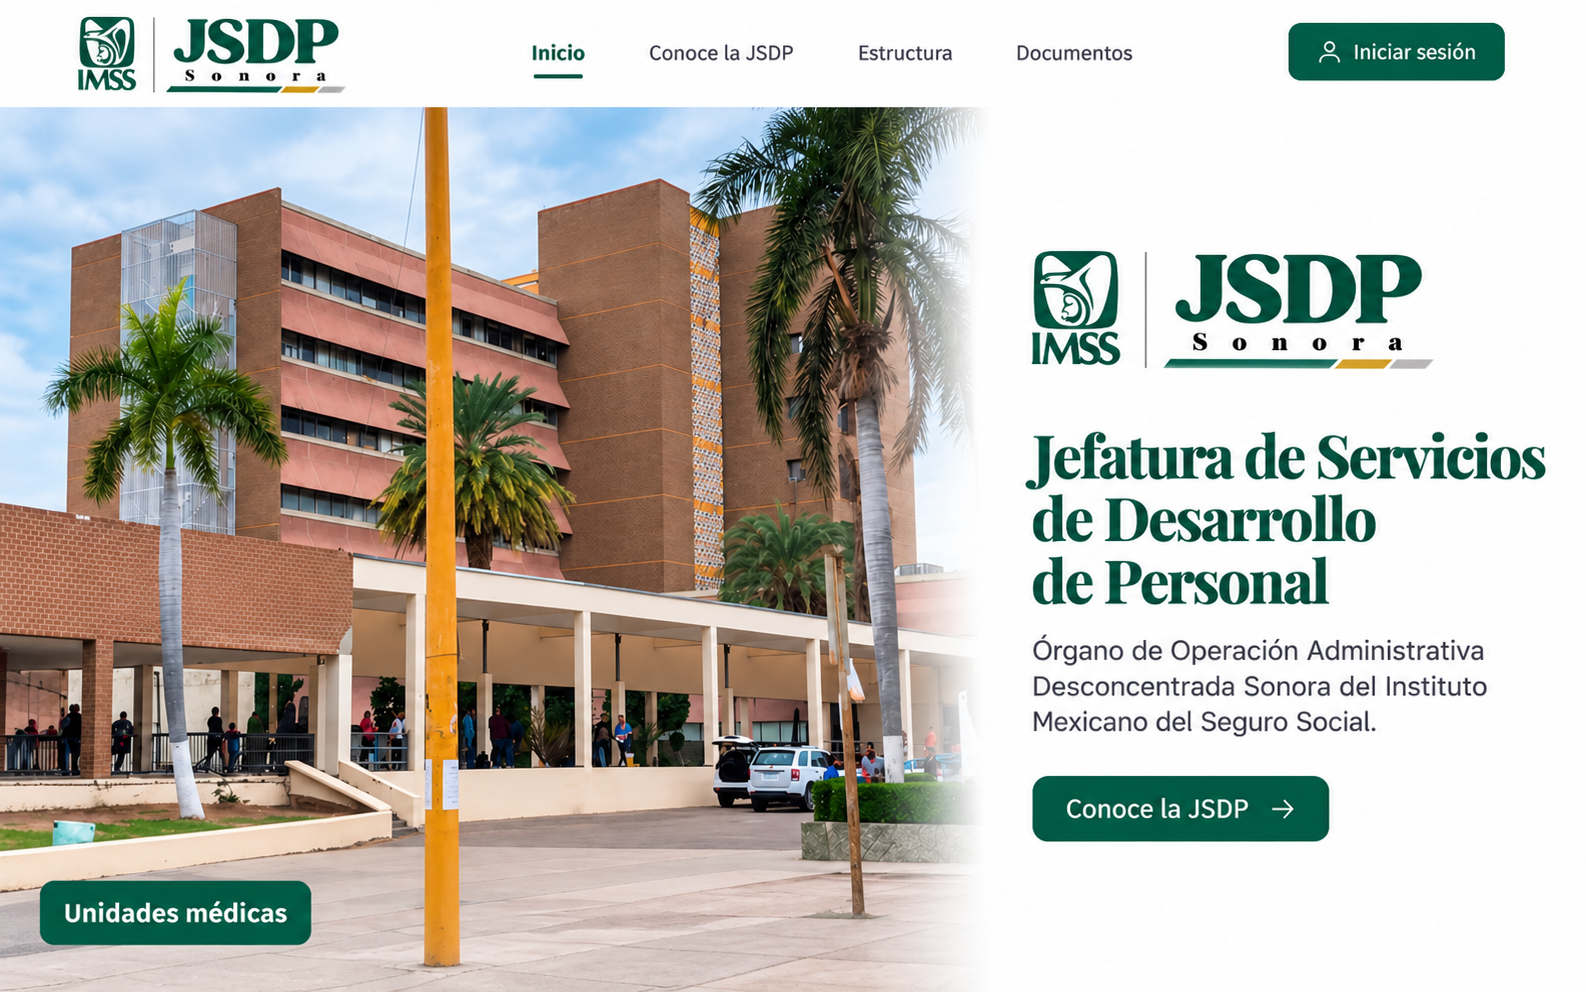 IMSS
JSDP
Sonora
Inicio
Conoce la JSDP
Estructura
Documentos
Iniciar sesión
IMSS
JSDP
Sonora
Jefatura de Servicios
de Desarrollo
de Personal
Órgano de Operación Administrativa
Desconcentrada Sonora del Instituto
Mexicano del Seguro Social.
Conoce la JSDP
Unidades médicas